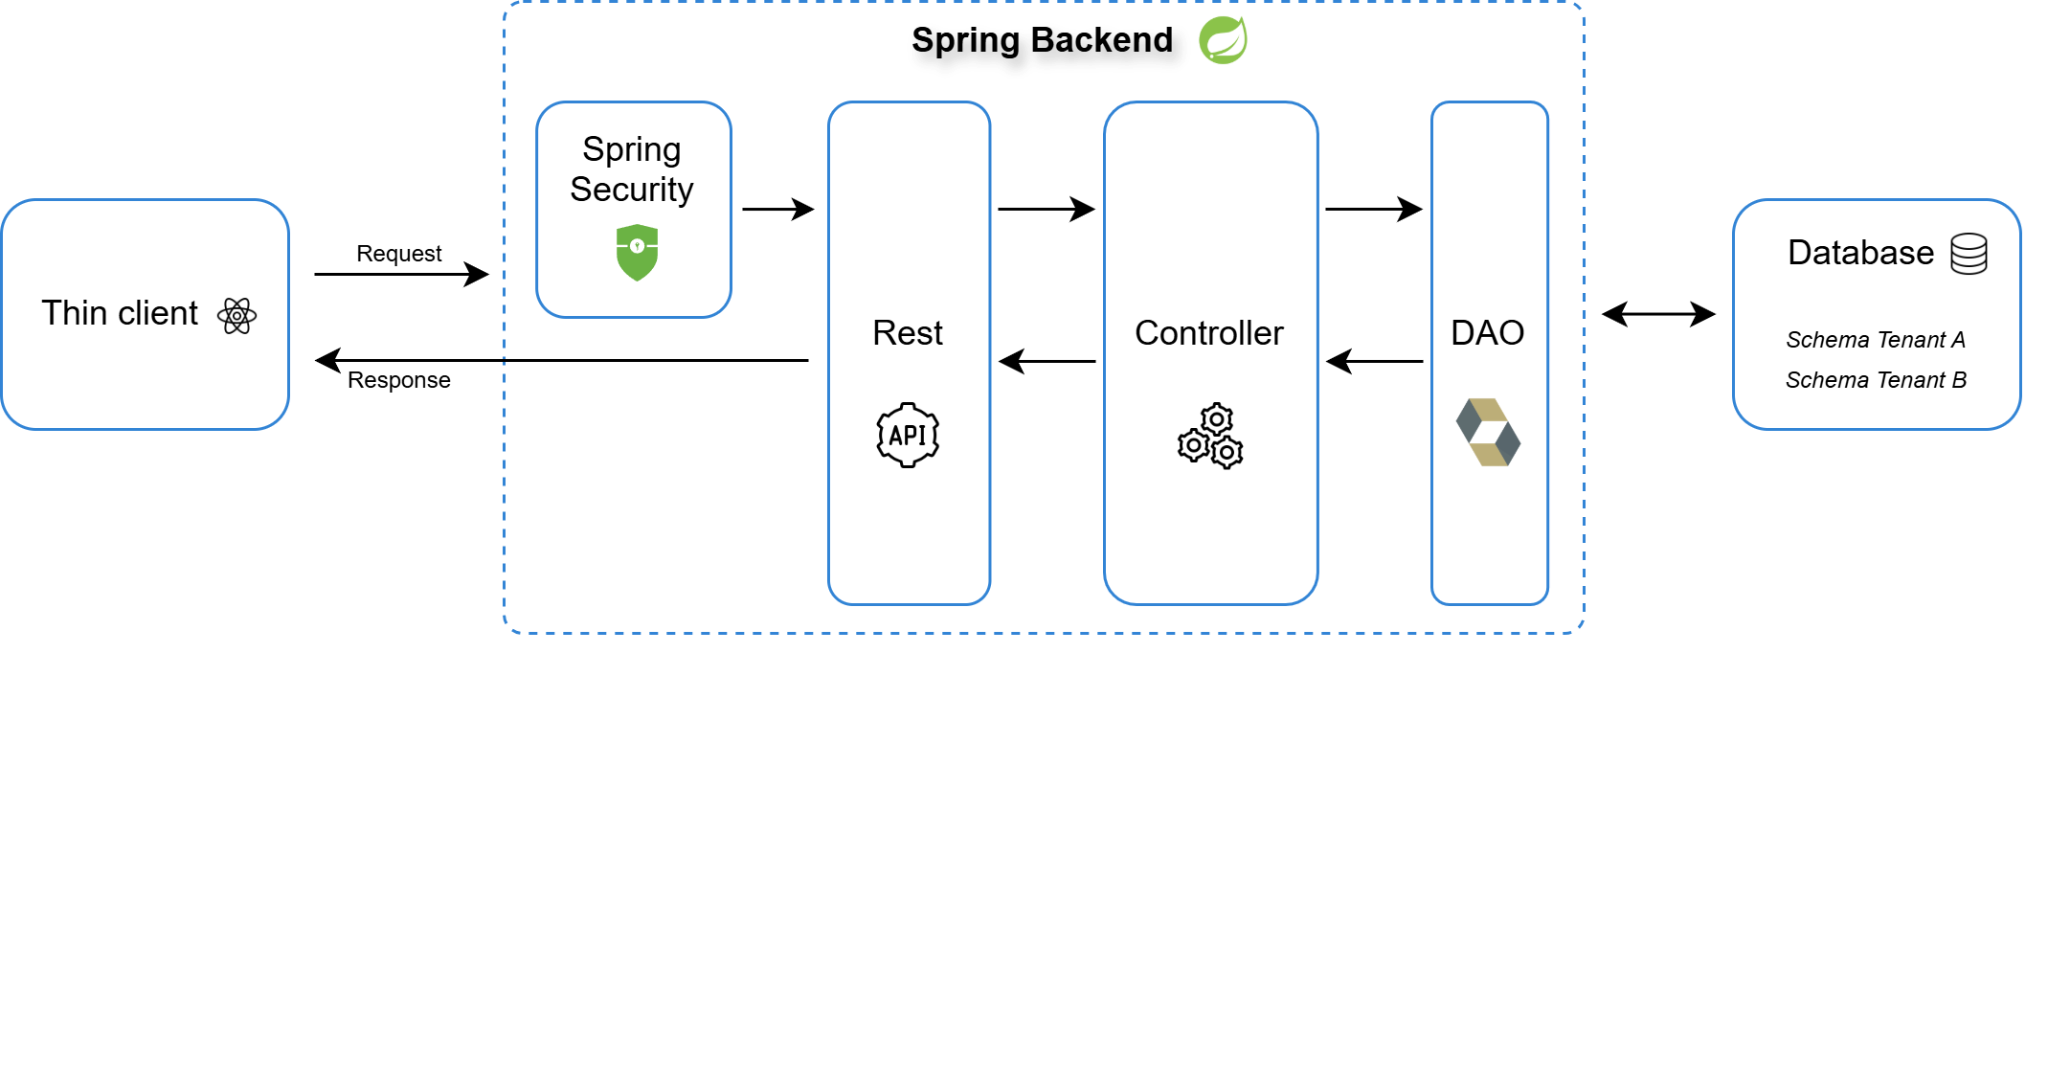 Spring Backend
Spring
Security
Request
Thin client
Response
Rest
API
Controller
DAO
Database
Schema Tenant A
Schema Tenant B